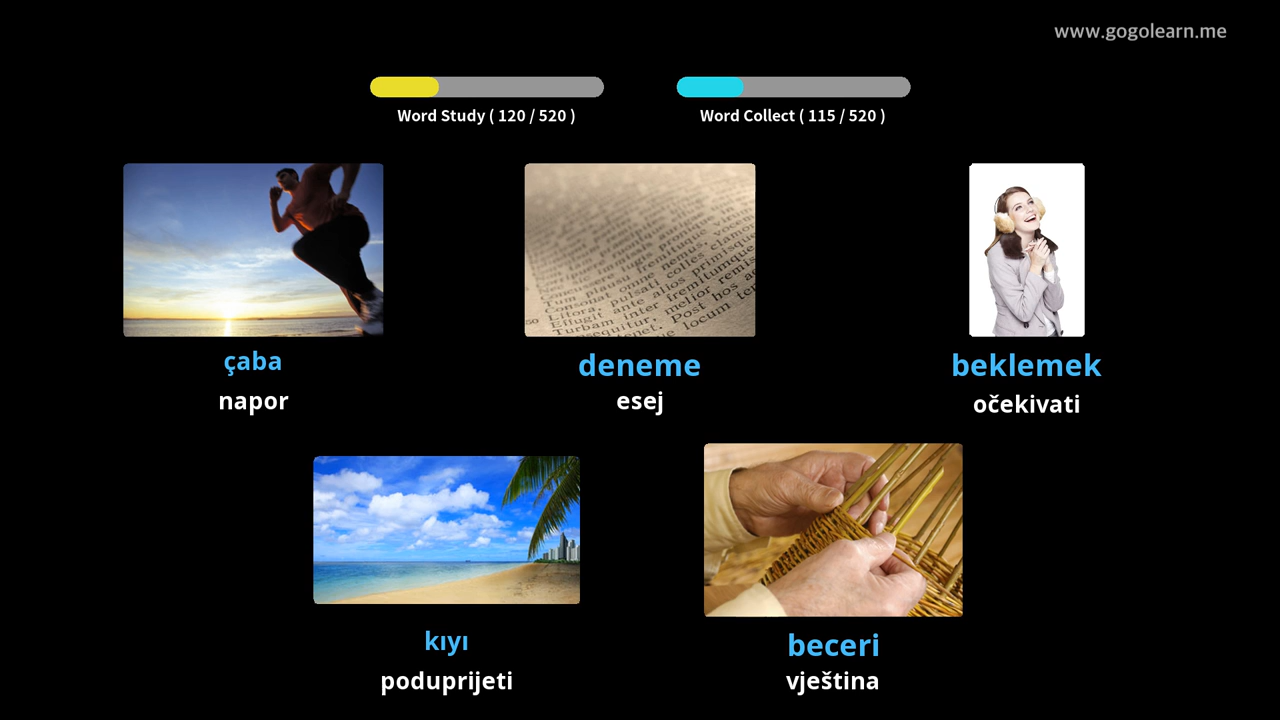 www.gogolearn.me
Word Study ( 120 / 520 )
Word Collect ( 115 / 520 )
çaba
napor
deneme
esej
beklemek
očekivati
kıyı
poduprijeti
beceri
vještina